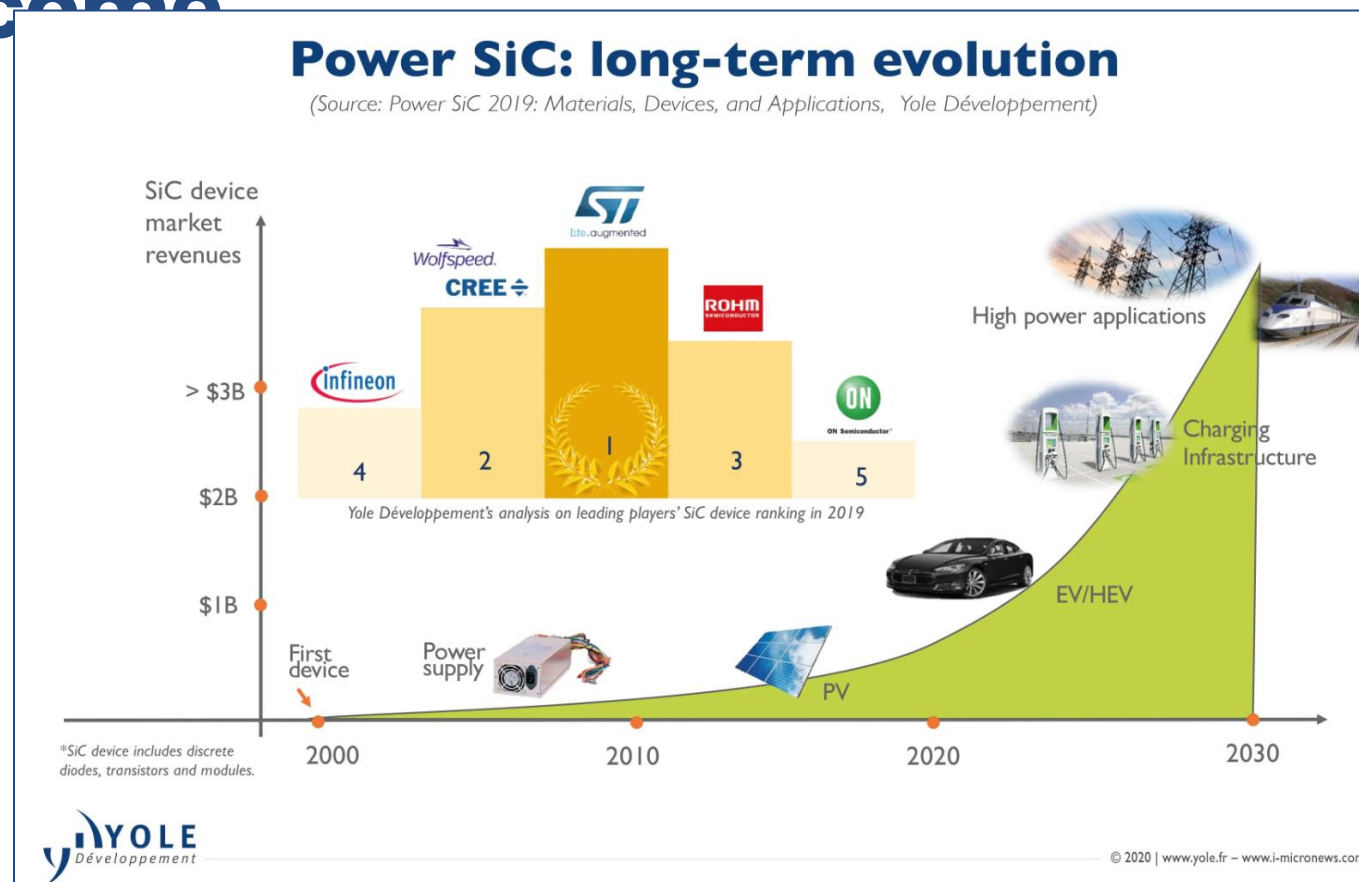 Power SiC: long-term evolution
(Source: Power SiC 2019: Materials, Devices, and Applications, Yole Développement)
SiC device
market
revenues
life.augmented
Wolfspeed.
CREE
ROHM
SEMICONDUCTOR
High power applications
infineon
ON
ON Semiconductor
> $3B
Charging
Infrastructure
4
2
1
3
5
$2B
Yole Développement's analysis on leading players' SiC device ranking in 2019
$1B
EV/HEV
First
device
Power
supply
PV
*SiC device includes discrete
diodes, transistors and modules.
2000
2010
2020
2030
YOLE
Développement
© 2020 | www.yole.fr – www.i-micronews.com